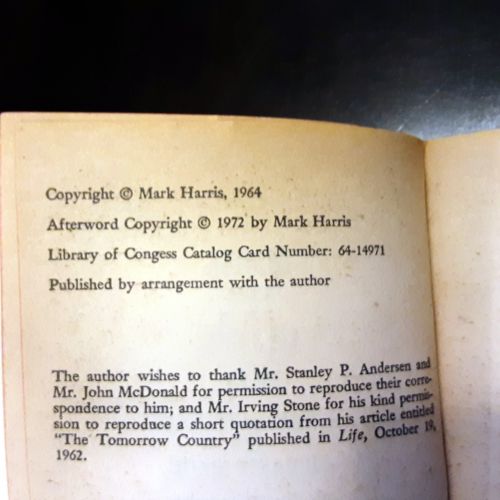 Copyright © Mark Harris, 1964
Afterword Copyright © 1972 by Mark Harris
Library of Congess Catalog Card Number: 64-14971
Published by arrangement with the author
The author wishes to thank Mr. Stanley P. Andersen and
Mr. John McDonald for permission to reproduce their corre-
spondence to him; and Mr. Irving Stone for his kind permis-
sion to reproduce a short quotation from his article entitled
"The Tomorrow Country" published in Life, October 19,
1962.